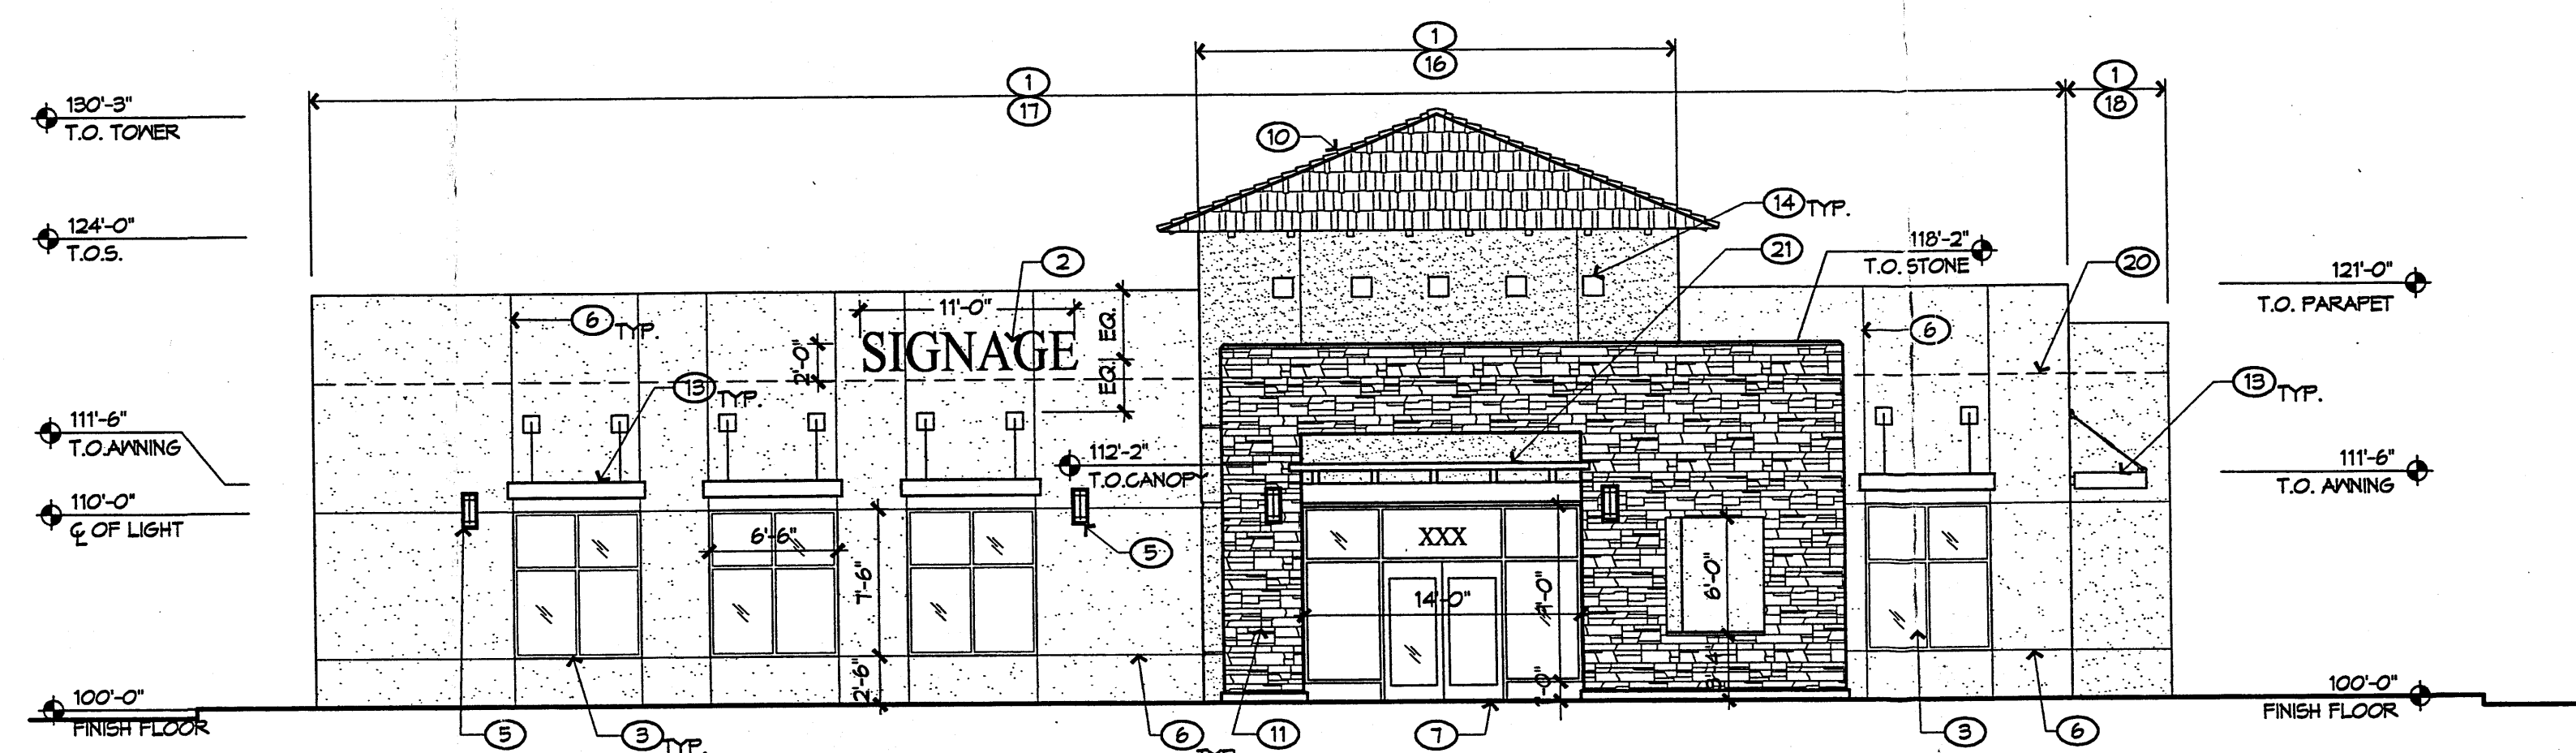 1
16
1
17
1
18
130'-3"
T.O. TOWER
10
14 TYP.
124'-0"
T.O.S.
2
21
118'-2"
T.O. STONE
20
121'-0"
T.O. PARAPET
11'-0"
6 TYP.
EQ.
EQ.
2'-0"
SIGNAGE
6
13 TYP.
13 TYP.
111'-6"
T.O.AWNING
112'-2"
T.O.CANOPY
111'-6"
T.O. AWNING
110'-0"
℄ OF LIGHT
6'-6"
XXX
5
7'-6"
14'-0"
6'-0"
2'-6"
100'-0"
FINISH FLOOR
100'-0"
FINISH FLOOR
5
3 TYP.
6
11
7
3
6